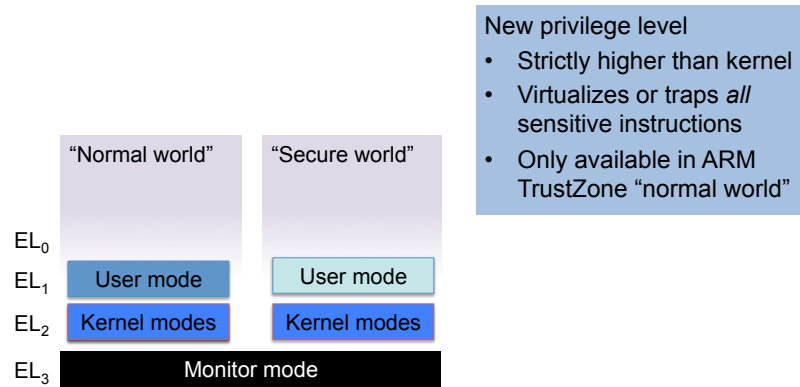 New privilege level
• Strictly higher than kernel
• Virtualizes or traps all
sensitive instructions
• Only available in ARM
TrustZone “normal world”
“Normal world” “Secure world”
EL0
EL1 User mode User mode
EL2 Kernel modes Kernel modes
EL3 Monitor mode